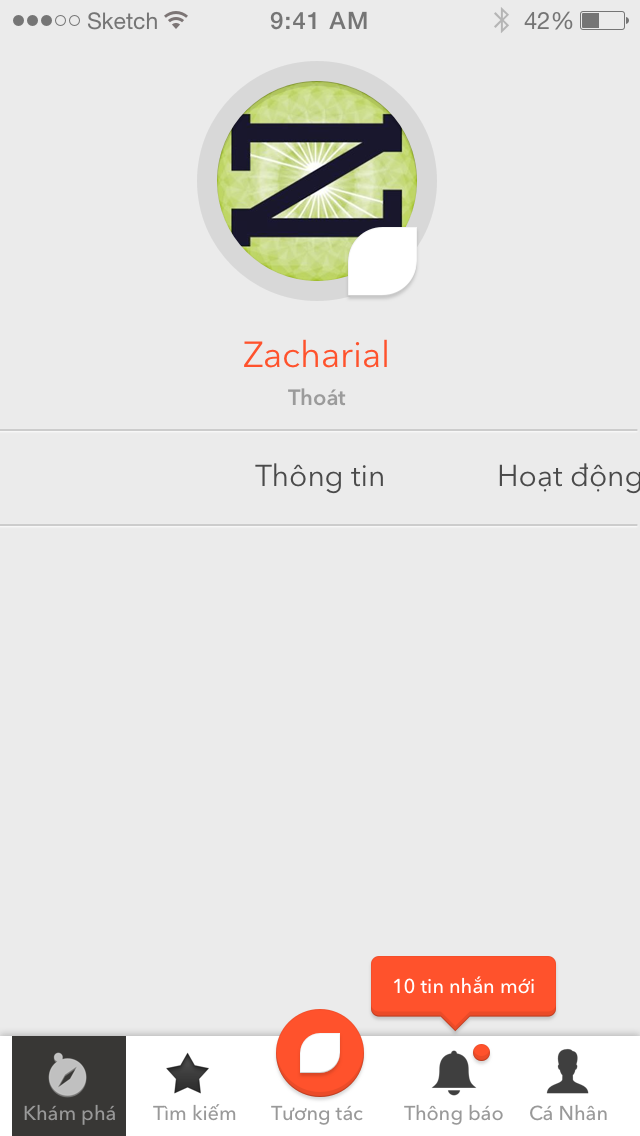 Sketch 9:41 AM 42%
N
Zacharial
Thoát
Thông tin Hoạt động
10 tin nhắn mới
Khám phá Tìm kiếm Tương tác Thông báo Cá Nhân